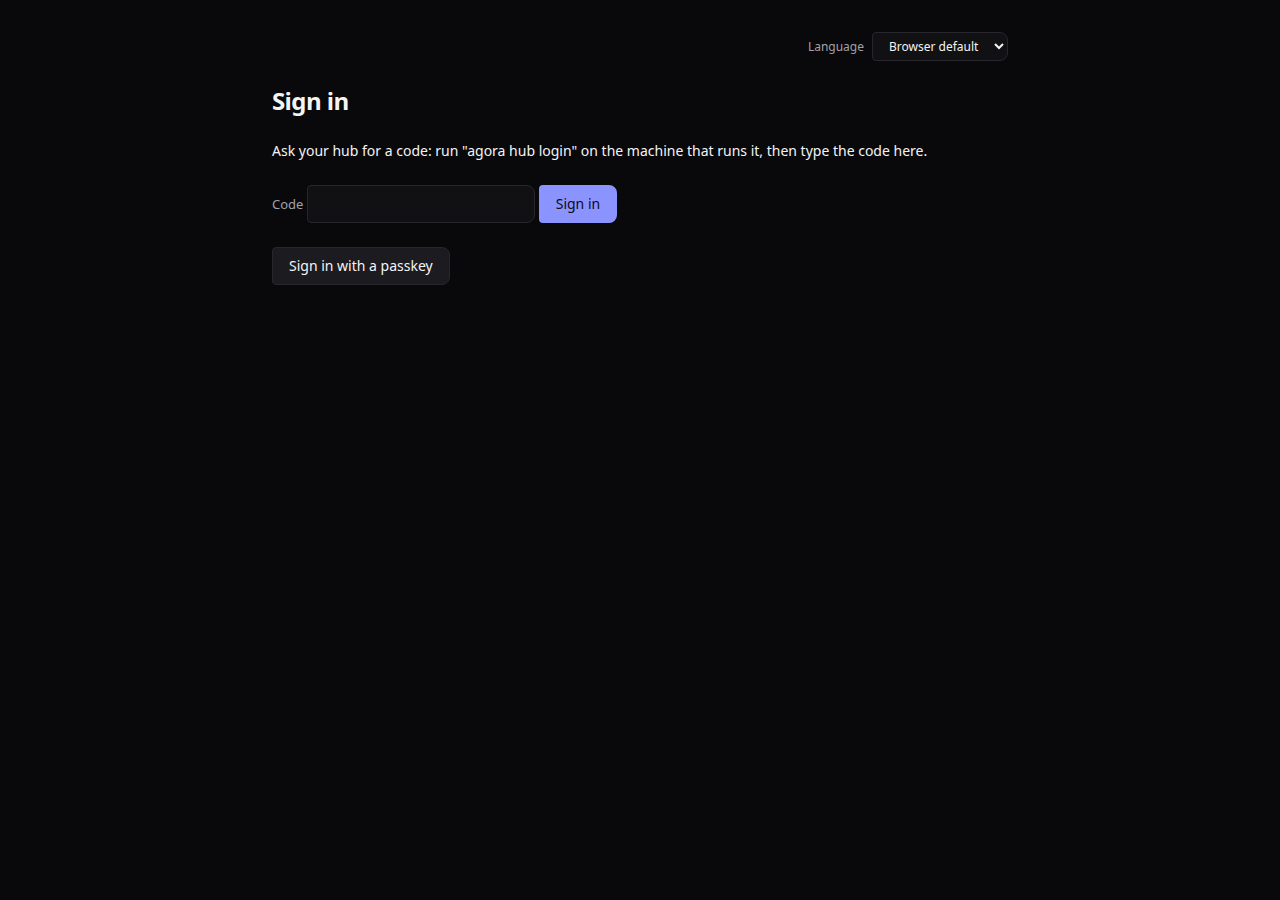 Language Browser default
Sign in
Ask your hub for a code: run "agora hub login" on the machine that runs it, then type the code here.
Code Sign in
Sign in with a passkey